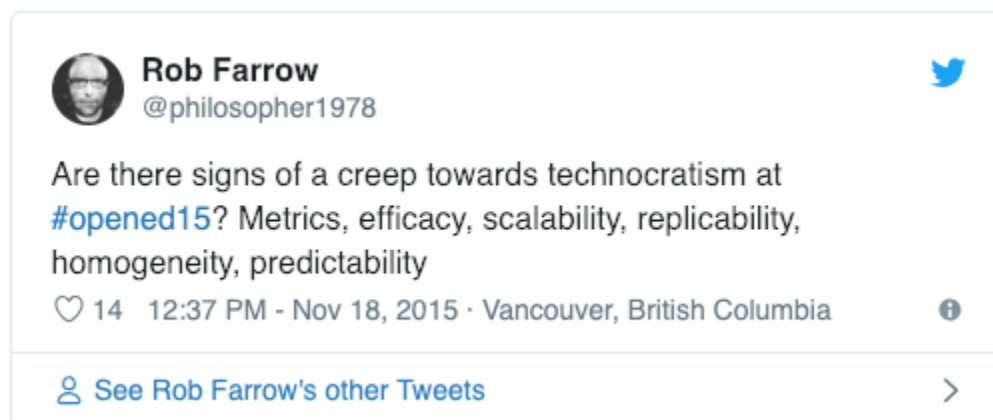 Rob Farrow
@philosopher1978
Are there signs of a creep towards technocratism at
#opened15? Metrics, efficacy, scalability, replicability,
homogeneity, predictability
14 12:37 PM - Nov 18, 2015 · Vancouver, British Columbia
See Rob Farrow's other Tweets